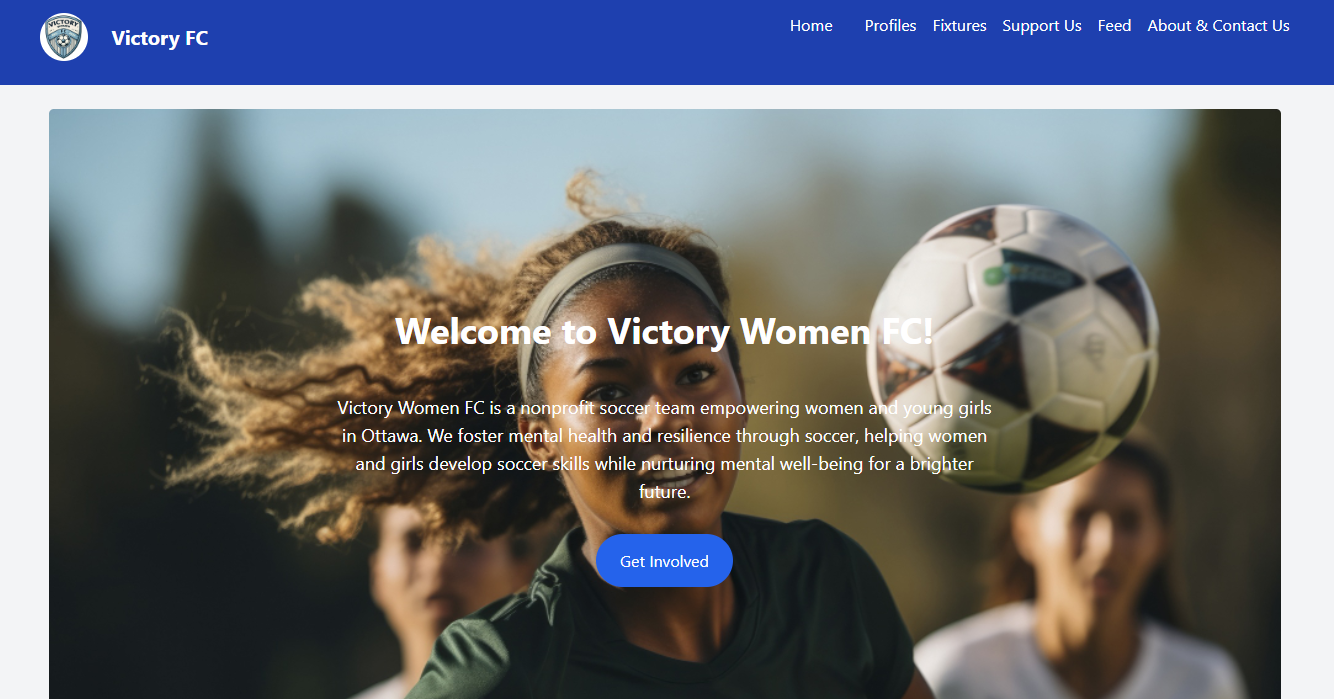 VICTORY
Victory FC
Home Profiles Fixtures Support Us Feed About & Contact Us
Welcome to Victory Women FC!
Victory Women FC is a nonprofit soccer team empowering women and young girls
in Ottawa. We foster mental health and resilience through soccer, helping women
and girls develop soccer skills while nurturing mental well-being for a brighter
future.
Get Involved